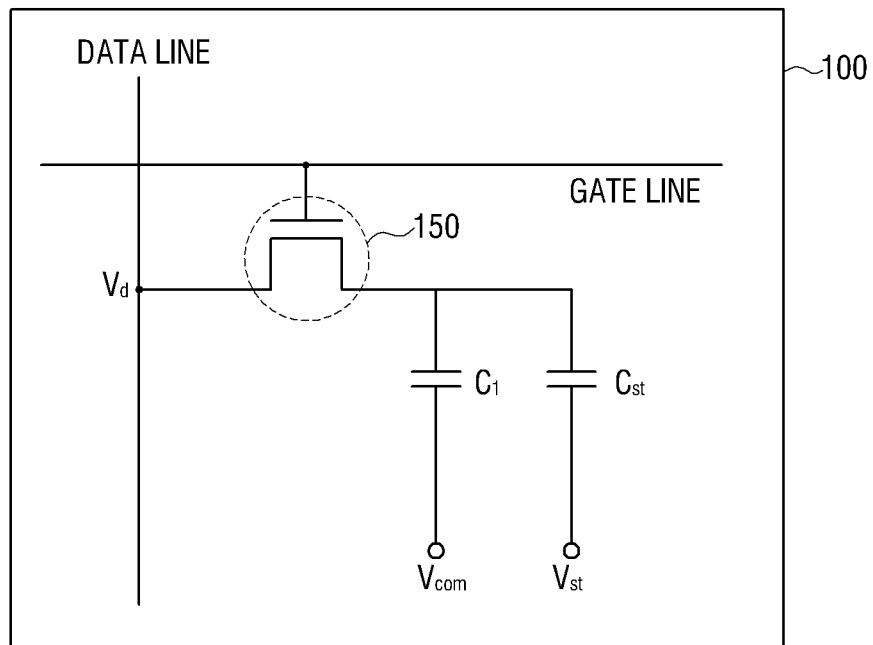 DATA LINE
100
GATE LINE
150
Vd
C1
Cst
Vcom
Vst